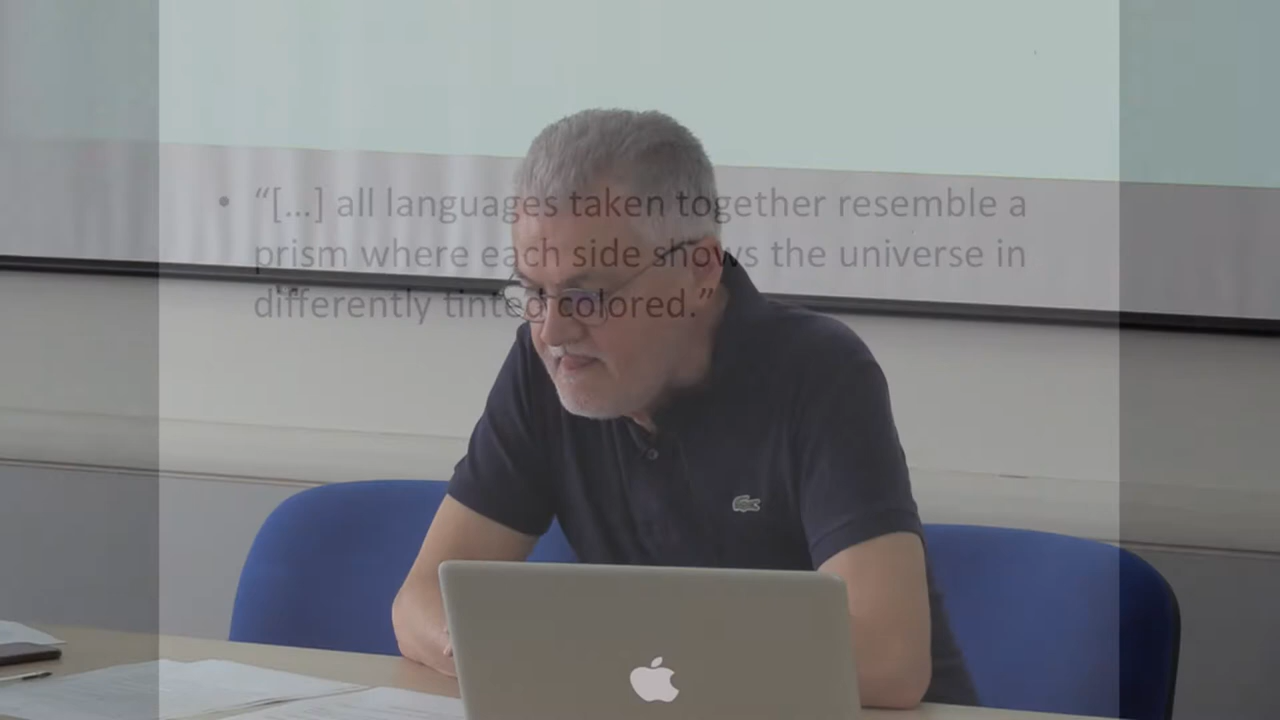 • “[…] all languages taken together resemble a
prism where each side shows the universe in
differently tinted colored.”